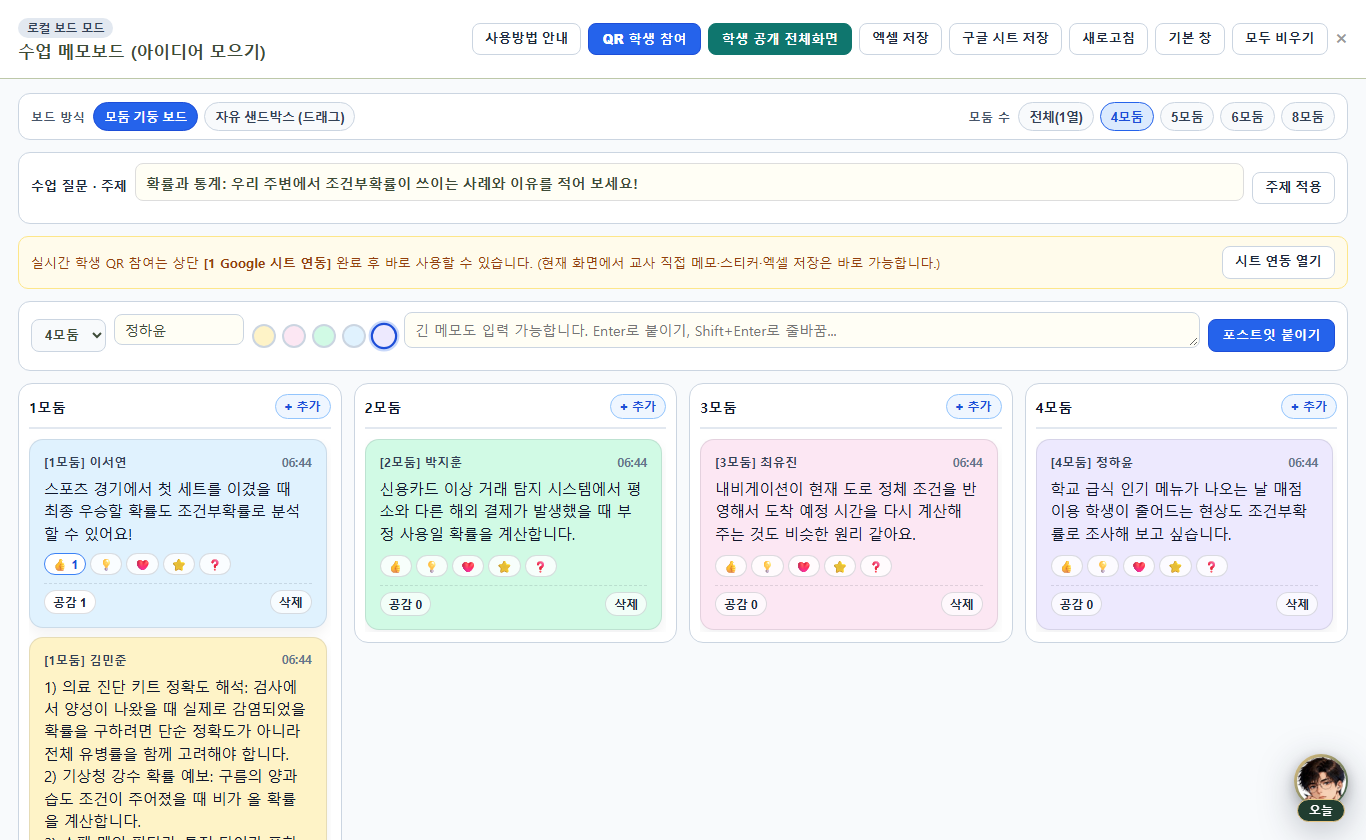 로컬 보드 모드
수업 메모보드 (아이디어 모으기)
사용방법 안내
QR 학생 참여
학생 공개 전체화면
엑셀 저장
구글 시트 저장
새로고침
기본 창
모두 비우기
×
보드 방식
모둠 기둥 보드
자유 샌드박스 (드래그)
모둠 수
전체(1열)
4모둠
5모둠
6모둠
8모둠
수업 질문 · 주제
확률과 통계: 우리 주변에서 조건부확률이 쓰이는 사례와 이유를 적어 보세요!
주제 적용
실시간 학생 QR 참여는 상단 [1 Google 시트 연동] 완료 후 바로 사용할 수 있습니다. (현재 화면에서 교사 직접 메모·스티커·엑셀 저장은 바로 가능합니다.)
시트 연동 열기
4모둠
정하윤
긴 메모도 입력 가능합니다. Enter로 붙이기, Shift+Enter로 줄바꿈...
포스트잇 붙이기
1모둠
+ 추가
[1모둠] 이서연
06:44
스포츠 경기에서 첫 세트를 이겼을 때
최종 우승할 확률도 조건부확률로 분석
할 수 있어요!
👍 1
💡
❤️
⭐
❓
공감 1
삭제
[1모둠] 김민준
06:44
1) 의료 진단 키트 정확도 해석: 검사에
서 양성이 나왔을 때 실제로 감염되었을
확률을 구하려면 단순 정확도가 아니라
전체 유병률을 함께 고려해야 합니다.
2) 기상청 강수 확률 예보: 구름의 양과
습도 조건이 주어졌을 때 비가 올 확률
을 계산합니다.
2모둠
+ 추가
[2모둠] 박지훈
06:44
신용카드 이상 거래 탐지 시스템에서 평
소와 다른 해외 결제가 발생했을 때 부
정 사용일 확률을 계산합니다.
👍
💡
❤️
⭐
❓
공감 0
삭제
3모둠
+ 추가
[3모둠] 최유진
06:44
내비게이션이 현재 도로 정체 조건을 반
영해서 도착 예정 시간을 다시 계산해
주는 것도 비슷한 원리 같아요.
👍
💡
❤️
⭐
❓
공감 0
삭제
4모둠
+ 추가
[4모둠] 정하윤
06:44
학교 급식 인기 메뉴가 나오는 날 매점
이용 학생이 줄어드는 현상도 조건부확
률로 조사해 보고 싶습니다.
👍
💡
❤️
⭐
❓
공감 0
삭제
오늘